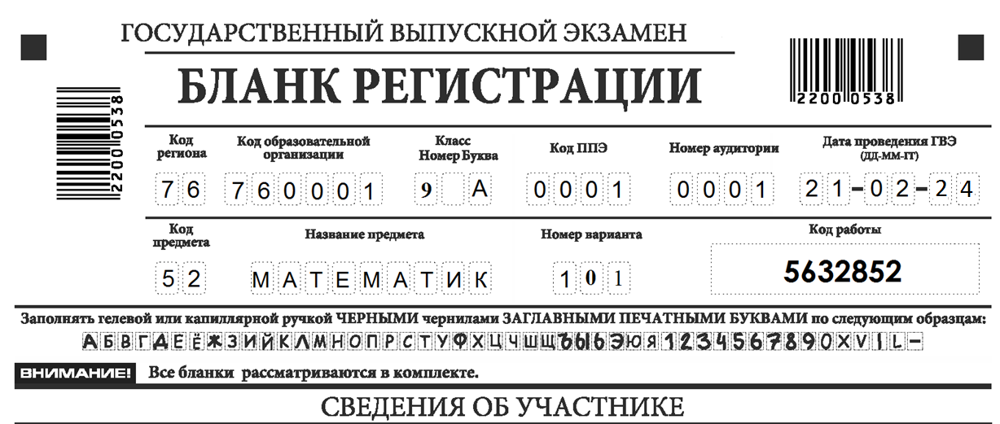 ГОСУДАРСТВЕННЫЙ ВЫПУСКНОЙ ЭКЗАМЕН
БЛАНК РЕГИСТРАЦИИ
2200 0538
2200 0538
Код региона
76
Код образовательной организации
760001
Класс
Номер Буква
9 А
Код ППЭ
0001
Номер аудитории
0001
Дата проведения ГВЭ
(ДД-ММ-ГГ)
21-02-24
Код предмета
52
Название предмета
МАТЕМАТИК
Номер варианта
101
Код работы
5632852
Заполнять гелевой или капиллярной ручкой ЧЕРНЫМИ чернилами ЗАГЛАВНЫМИ ПЕЧАТНЫМИ БУКВАМИ по следующим образцам:
АБВГДЕЁЖЗИЙКЛМНОПРСТУФХЦЧШЩЪЫЬЭЮЯ1234567890XVIL-
ВНИМАНИЕ! Все бланки рассматриваются в комплекте.
СВЕДЕНИЯ ОБ УЧАСТНИКЕ